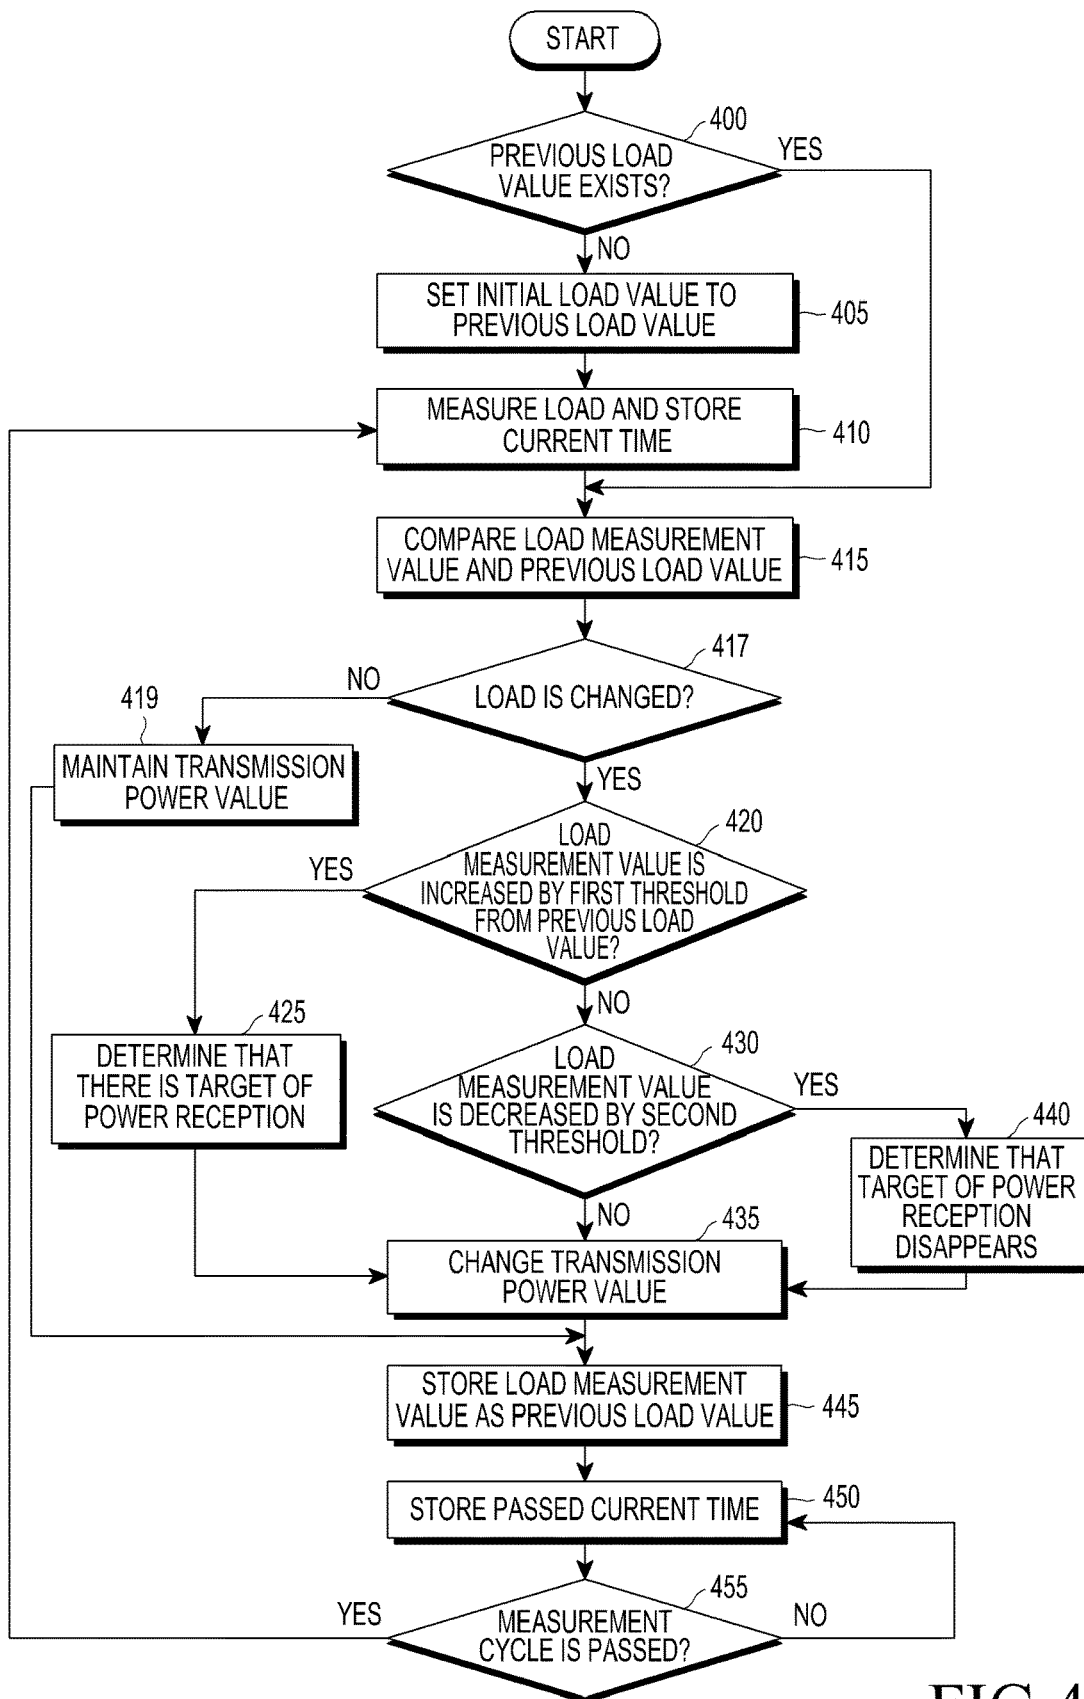 START
400
PREVIOUS LOAD
VALUE EXISTS?
YES
NO
SET INITIAL LOAD VALUE TO
PREVIOUS LOAD VALUE
405
MEASURE LOAD AND STORE
CURRENT TIME
410
COMPARE LOAD MEASUREMENT
VALUE AND PREVIOUS LOAD VALUE
415
417
LOAD IS CHANGED?
NO
419
MAINTAIN TRANSMISSION
POWER VALUE
YES
420
LOAD
MEASUREMENT VALUE IS
INCREASED BY FIRST THRESHOLD
FROM PREVIOUS LOAD
VALUE?
YES
NO
425
DETERMINE THAT
THERE IS TARGET OF
POWER RECEPTION
430
LOAD
MEASUREMENT VALUE
IS DECREASED BY SECOND
THRESHOLD?
YES
440
DETERMINE THAT
TARGET OF POWER
RECEPTION
DISAPPEARS
NO
435
CHANGE TRANSMISSION
POWER VALUE
STORE LOAD MEASUREMENT
VALUE AS PREVIOUS LOAD VALUE
445
STORE PASSED CURRENT TIME
450
455
MEASUREMENT
CYCLE IS PASSED?
YES
NO
FIG.4